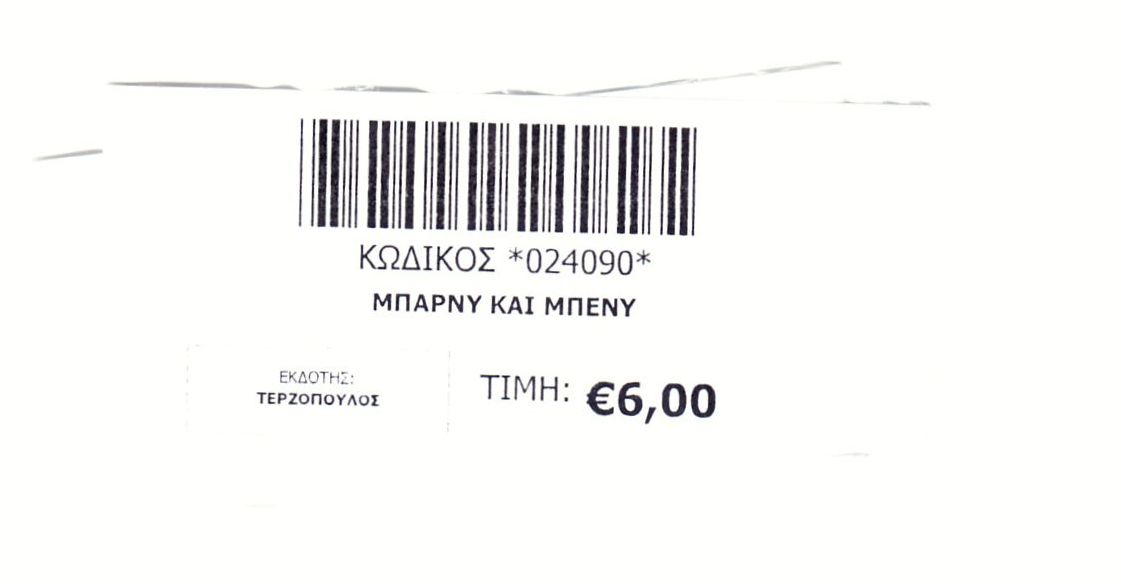 ΚΩΔΙΚΟΣ *024090*
ΜΠΑΡΝΥ ΚΑΙ ΜΠΕΝΥ
ΕΚΔΟΤΗΣ:
ΤΕΡΖΟΠΟΥΛΟΣ
ΤΙΜΗ: €6,00